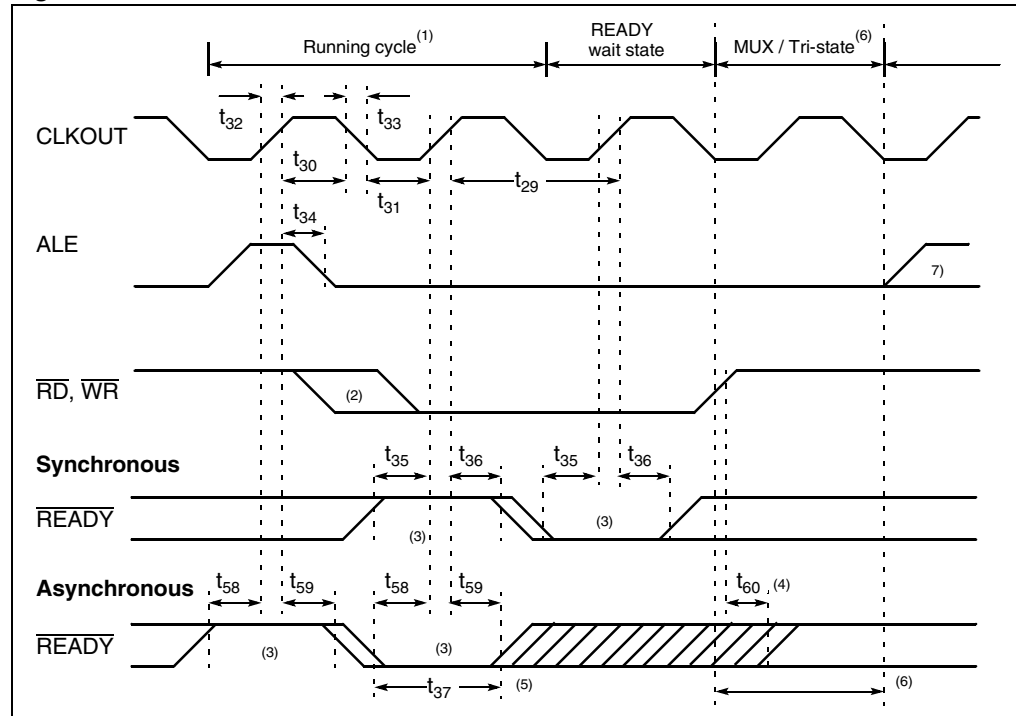 Running cycle(1)
READY
wait state
MUX / Tri-state(6)
t32
t33
CLKOUT
t30
t31
t29
t34
ALE
7)
RD, WR
(2)
Synchronous
t35
t36
t35
t36
READY
(3)
(3)
Asynchronous
t58
t59
t58
t59
t60
(4)
READY
(3)
(3)
t37
(5)
(6)